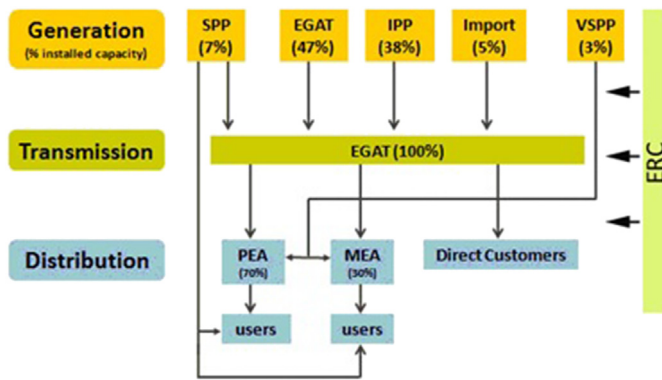 Generation
(% installed capacity)
SPP
(7%)
EGAT
(47%)
IPP
(38%)
Import
(5%)
VSPP
(3%)
ERC
Transmission
EGAT (100%)
Distribution
PEA
(70%)
MEA
(30%)
Direct Customers
users
users